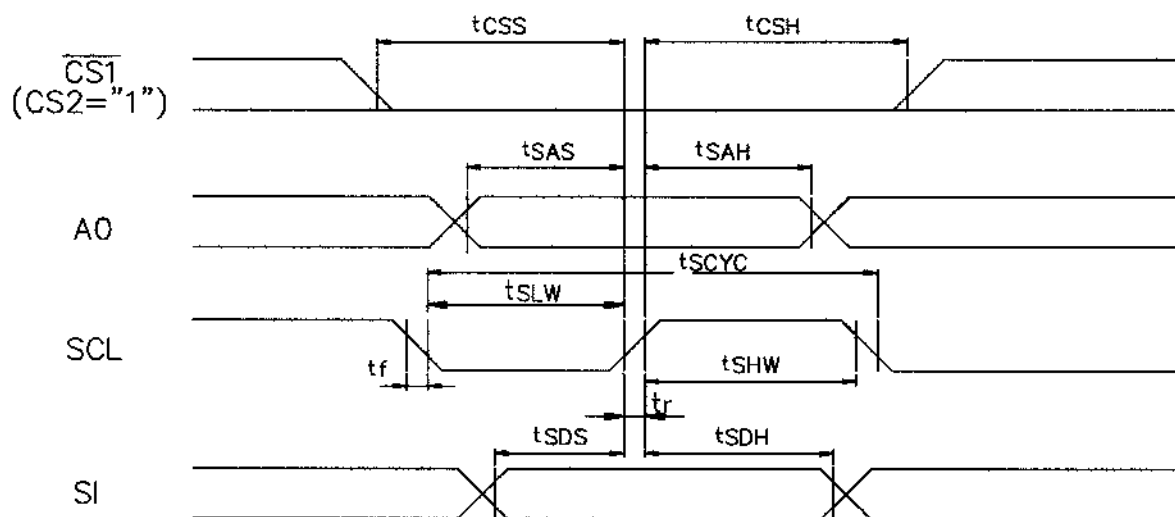 tCSS
tCSH
CS1
(CS2="1")
tSAS
tSAH
A0
tSCYC
tSLW
SCL
tf
tSHW
tr
tSDS
tSDH
SI